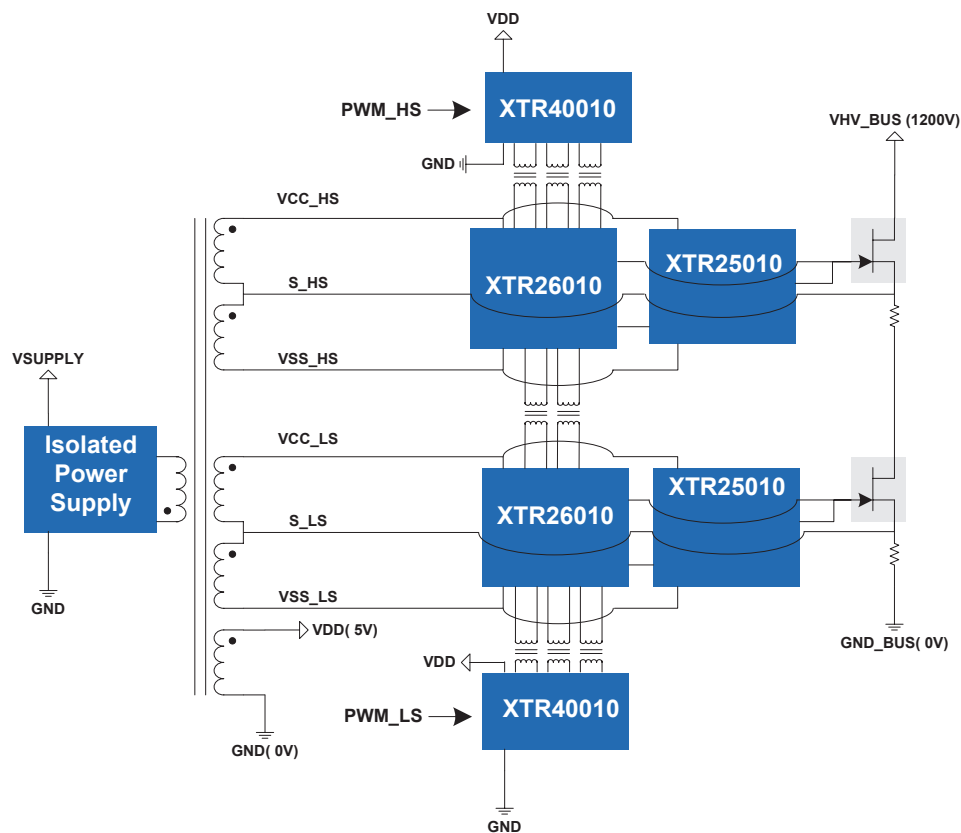 VDD
PWM_HS
XTR40010
VHV_BUS (1200V)
GND
VCC_HS
XTR26010
XTR25010
S_HS
VSS_HS
VSUPPLY
Isolated
Power
Supply
GND
VCC_LS
XTR26010
XTR25010
S_LS
VSS_LS
VDD( 5V)
GND_BUS( 0V)
VDD
PWM_LS
XTR40010
GND( 0V)
GND